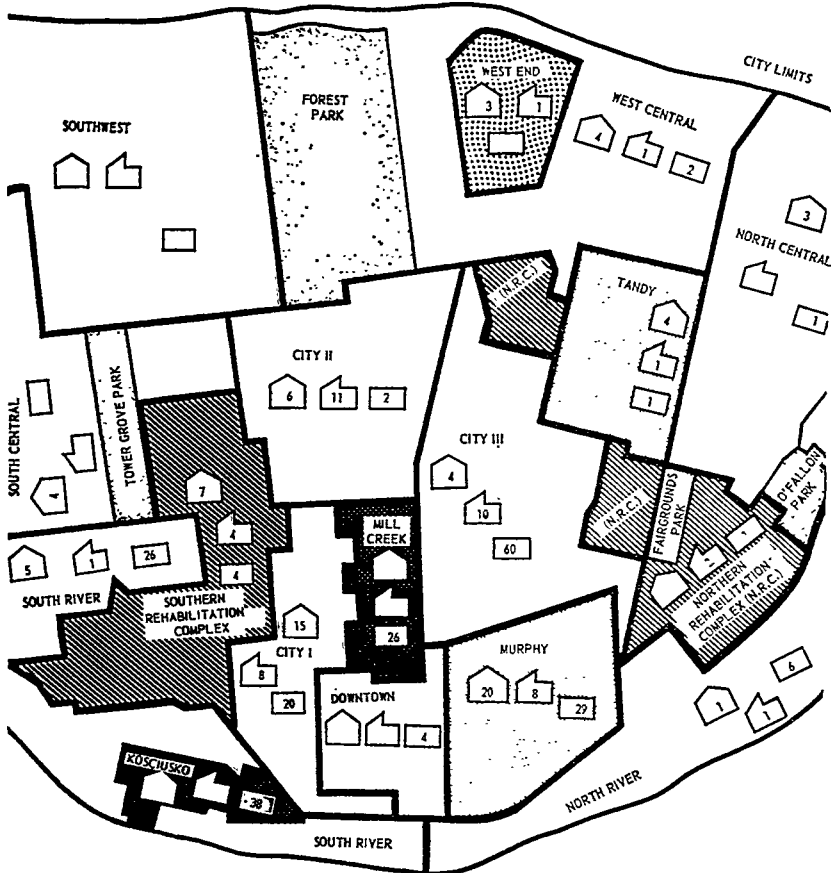 CITY LIMITS
WEST END
3
1
WEST CENTRAL
4
1
2
FOREST
PARK
SOUTHWEST
3
NORTH CENTRAL
1
(N.R.C.)
TANDY
4
1
1
CITY II
6
11
2
TOWER GROVE PARK
SOUTH CENTRAL
4
CITY III
4
10
60
(N.R.C.)
FAIRGROUNDS
PARK
O'FALLON
PARK
7
4
4
SOUTHERN
REHABILITATION
COMPLEX
5
1
26
SOUTH RIVER
MILL
CREEK
26
15
CITY I
8
20
NORTHERN
REHABILITATION
COMPLEX (N.R.C.)
MURPHY
20
8
29
DOWNTOWN
4
6
1
1
NORTH RIVER
KOSCIUSKO
38
SOUTH RIVER